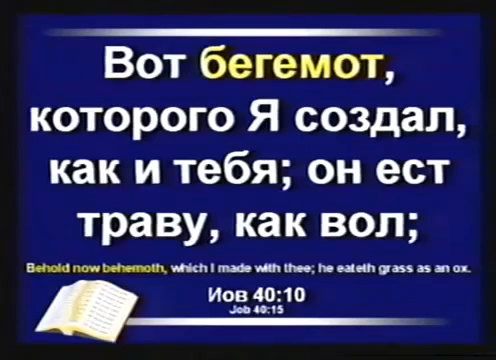 Вот бегемот,
которого Я создал,
как и тебя; он ест
траву, как вол;
Behold now behemoth, which I made with thee; he eateth grass as an ox.
Иов 40:10
Job 40:15